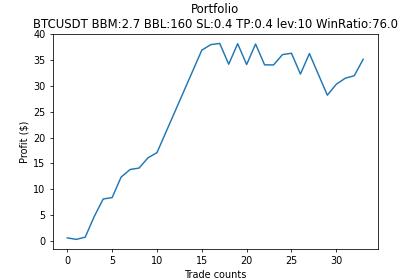 Portfolio
BTCUSDT BBM:2.7 BBL:160 SL:0.4 TP:0.4 lev:10 WinRatio:76.0
40
35
30
25
20
15
10
5
0
Profit ($)
0 5 10 15 20 25 30
Trade counts